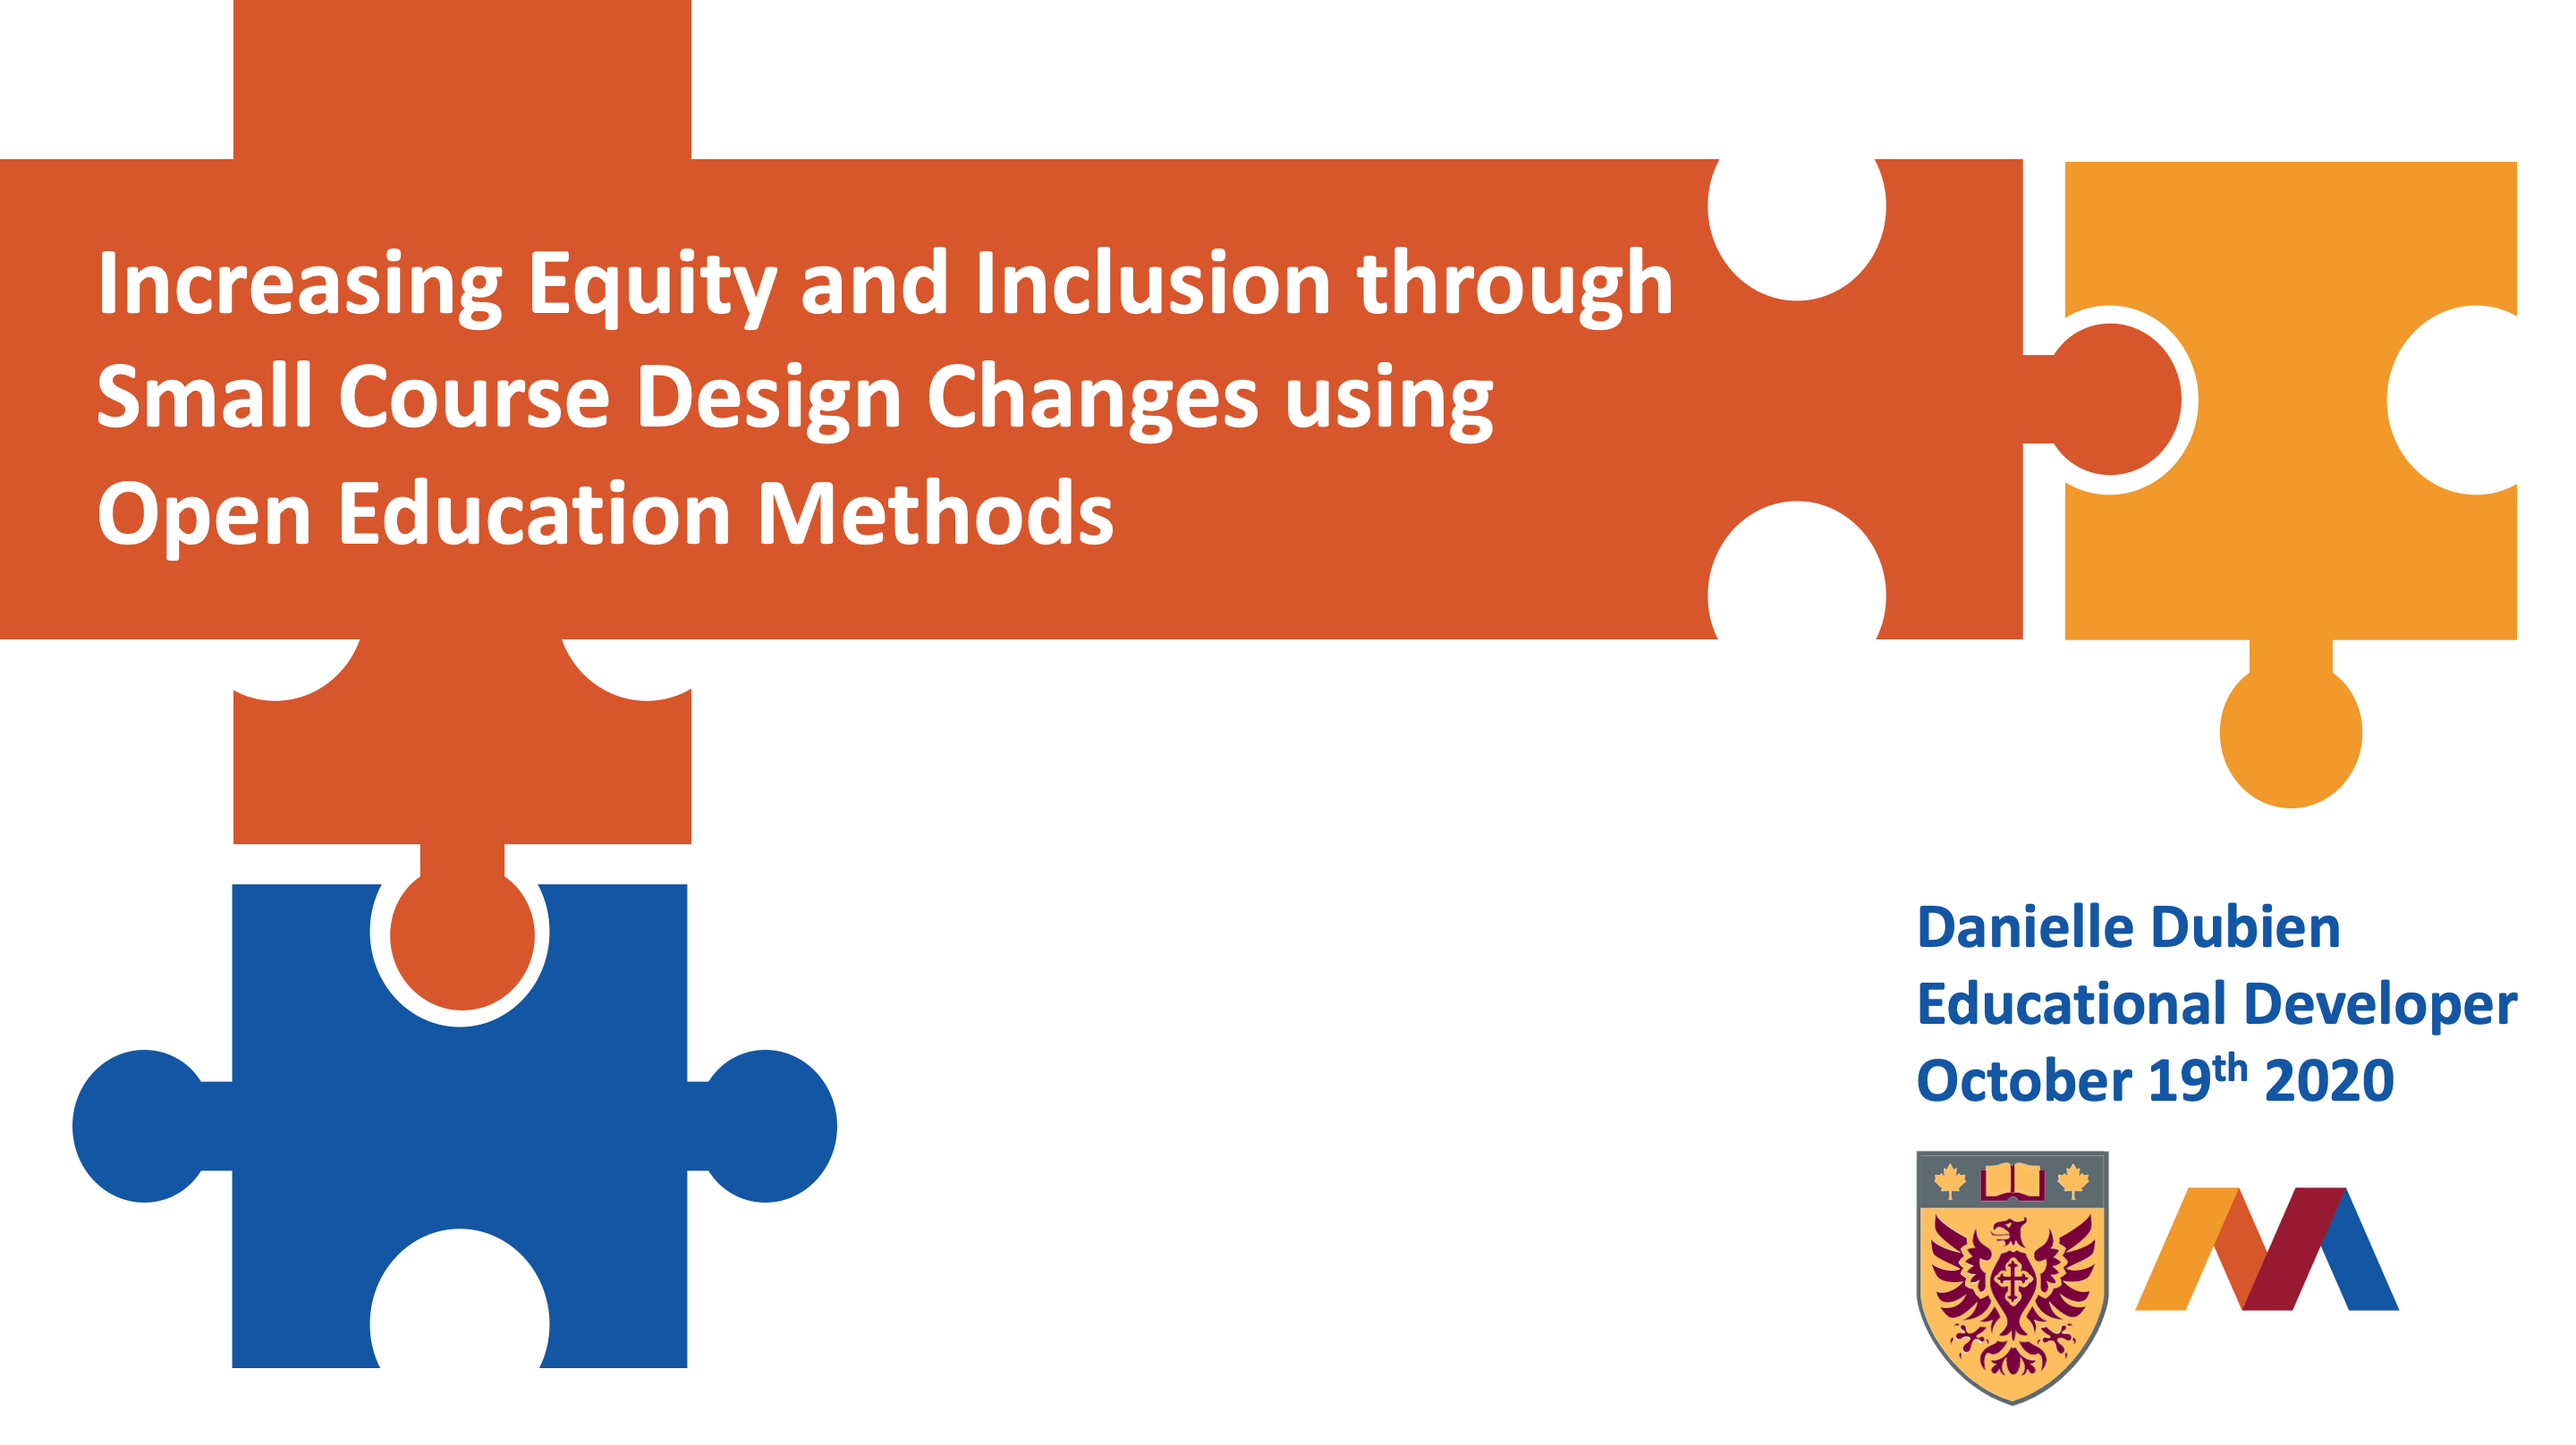 Increasing Equity and Inclusion through
Small Course Design Changes using
Open Education Methods
Danielle Dubien
Educational Developer
October 19th 2020